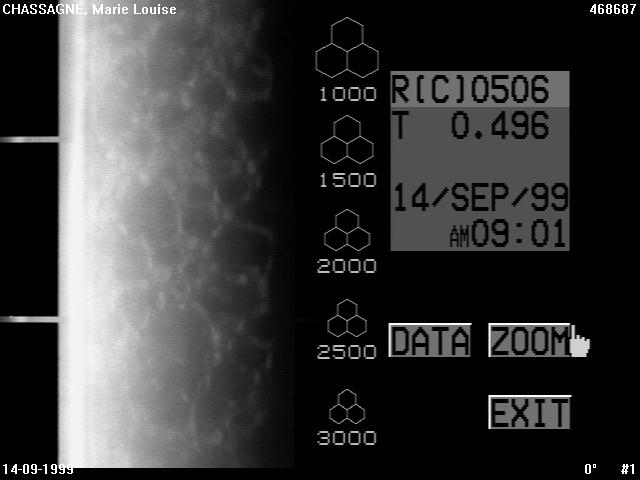 CHASSAGNE, Marie Louise
468687
1000
1500
2000
2500
3000
R[C]0506
T 0.496
14/SEP/99
AM09:01
DATA
ZOOM
EXIT
14-09-1999
0° #1